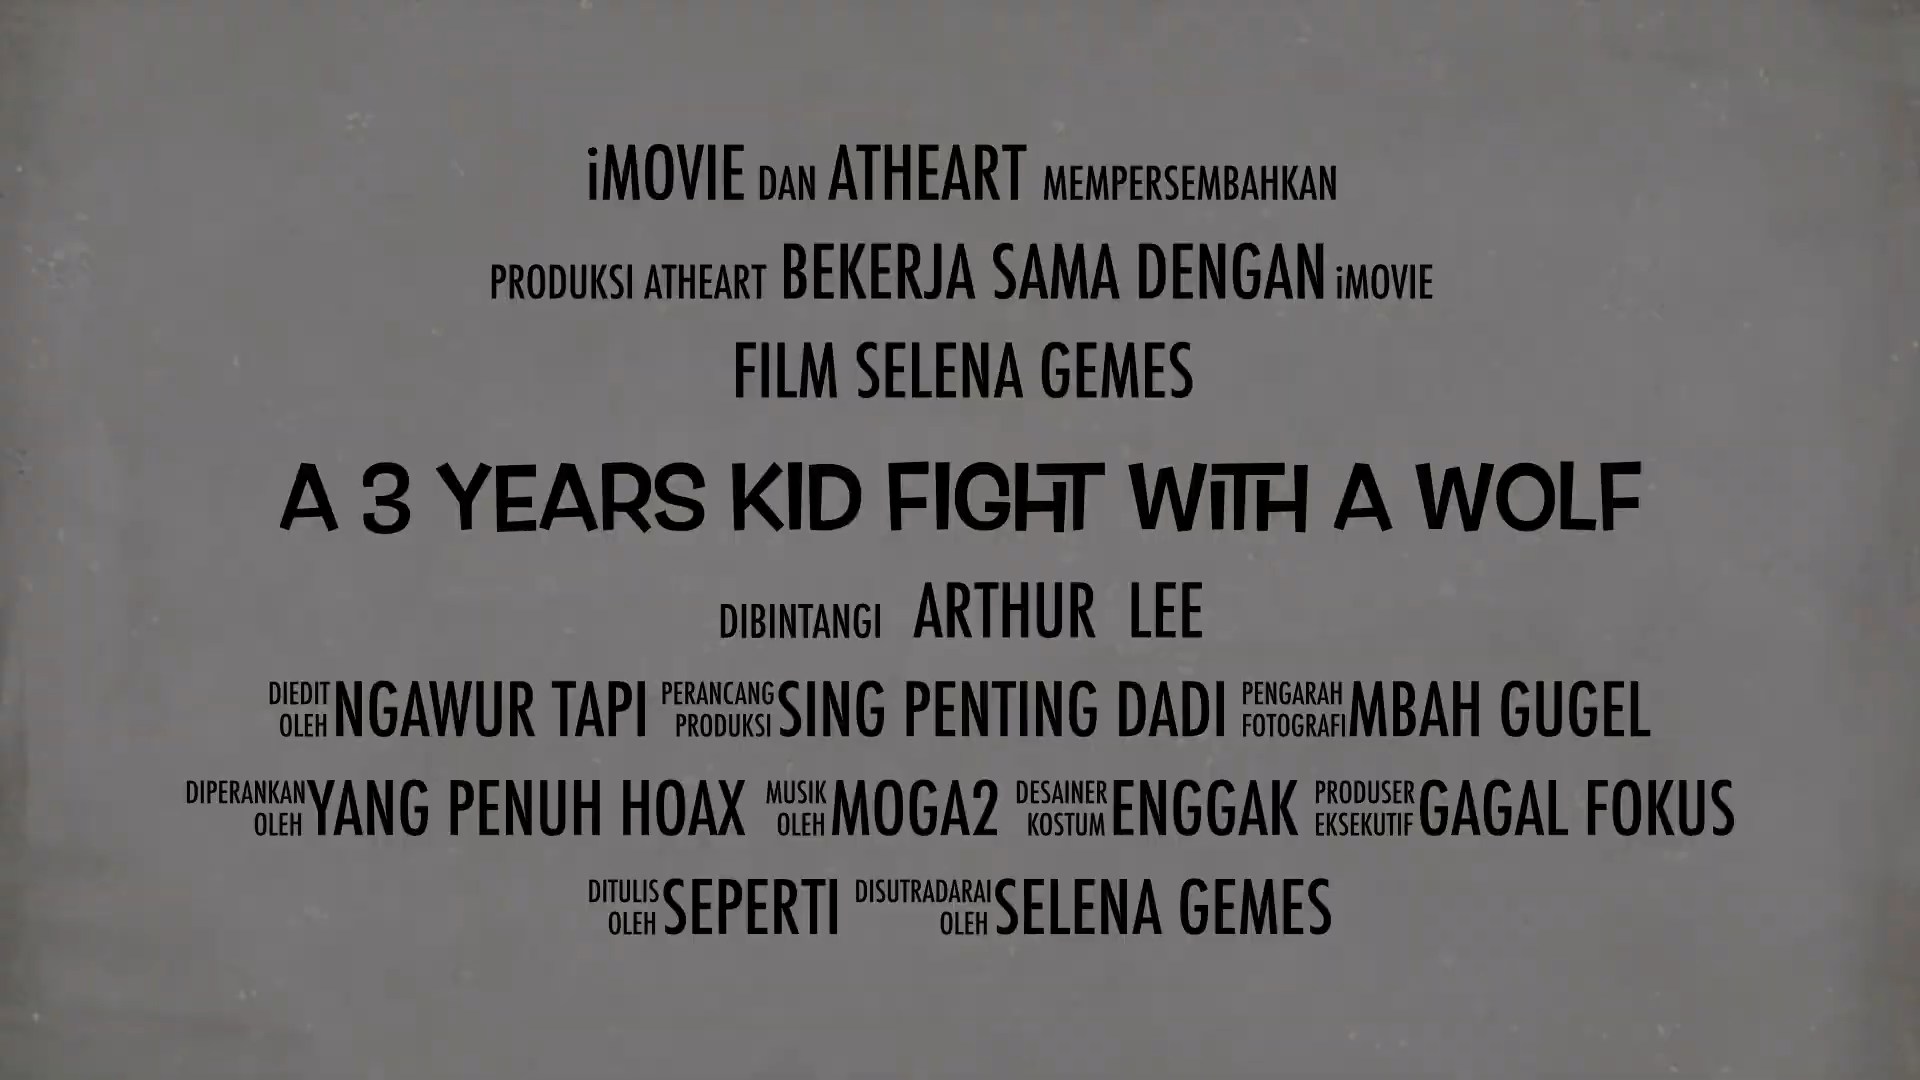 iMOVIE DAN ATHEART MEMPERSEMBAHKAN
PRODUKSI ATHEART BEKERJA SAMA DENGAN iMOVIE
FILM SELENA GEMES
A 3 YEARS KID FIGHT WiTH A WOLF
DIBINTANGI ARTHUR LEE
DIEDIT OLEH NGAWUR TAPI PERANCANG PRODUKSI SING PENTING DADI PENGARAH FOTOGRAFI MBAH GUGEL
DIPERANKAN OLEH YANG PENUH HOAX MUSIK OLEH MOGA2 DESAINER KOSTUM ENGGAK PRODUSER EKSEKUTIF GAGAL FOKUS
DITULIS OLEH SEPERTI DISUTRADARAI OLEH SELENA GEMES